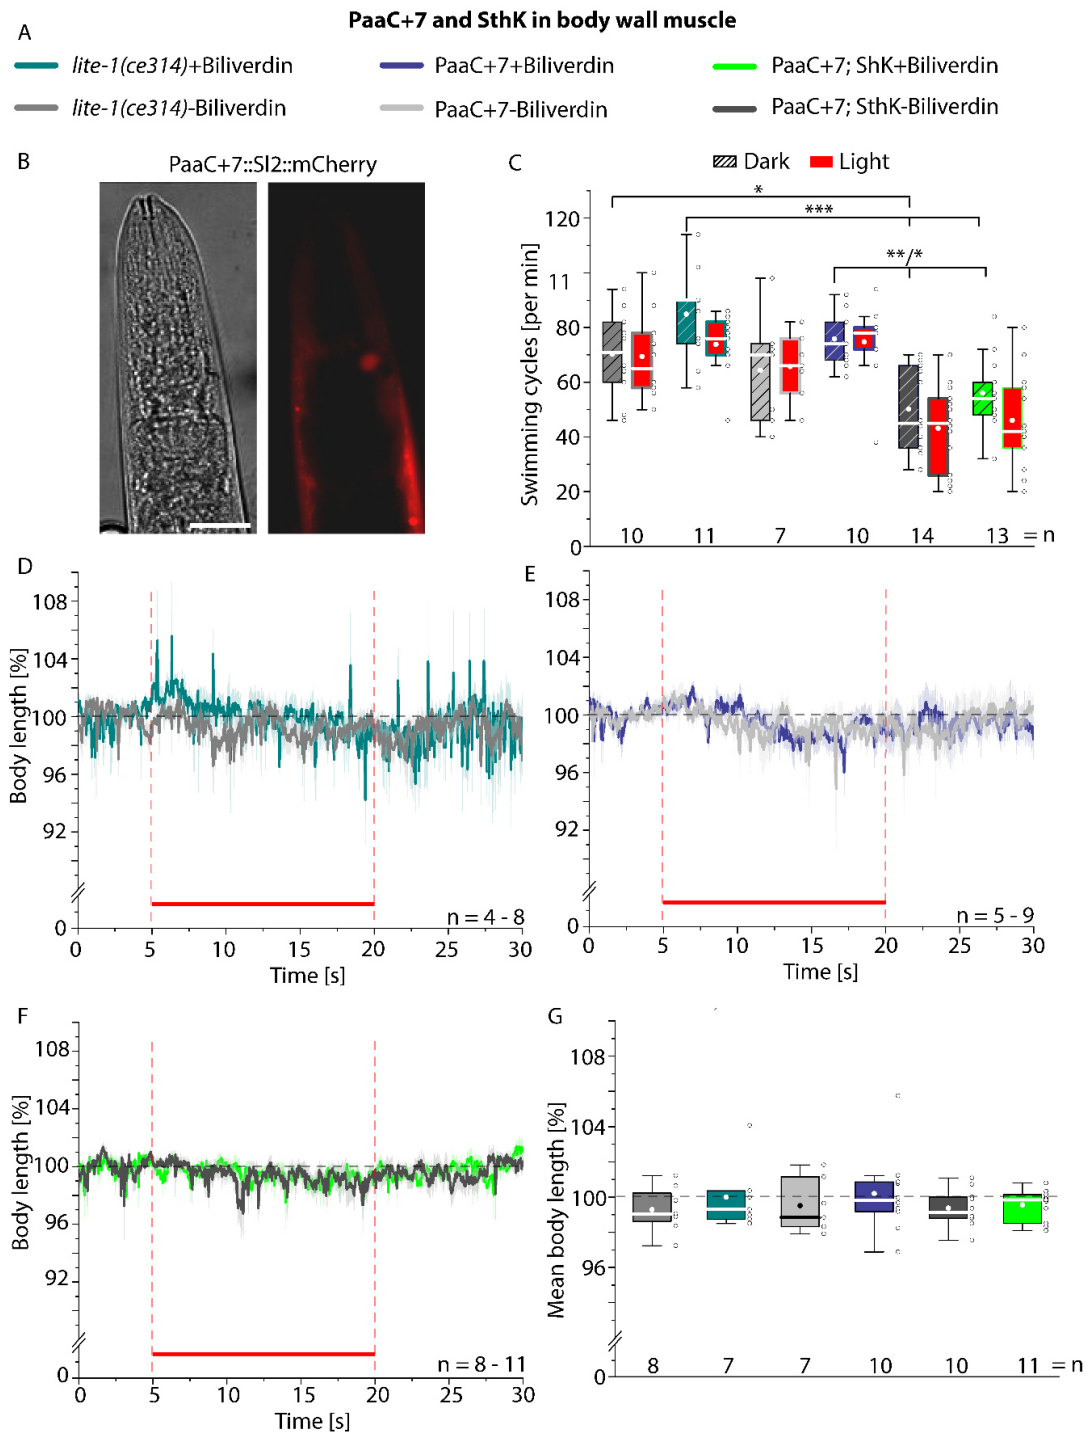 PaaC+7 and SthK in body wall muscle
A
lite-1(ce314)+Biliverdin
PaaC+7+Biliverdin
PaaC+7; ShK+Biliverdin
lite-1(ce314)-Biliverdin
PaaC+7-Biliverdin
PaaC+7; SthK-Biliverdin
B
PaaC+7::Sl2::mCherry
C
Dark
Light
*
***
**/*
Swimming cycles [per min]
120
11
80
60
40
20
0
10 11 7 10 14 13 = n
D
Body length [%]
108
104
100
96
92
0
n = 4 - 8
0 5 10 15 20 25 30
Time [s]
E
108
104
100
96
92
0
n = 5 - 9
0 5 10 15 20 25 30
Time [s]
F
Body length [%]
108
104
100
96
92
0
n = 8 - 11
0 5 10 15 20 25 30
Time [s]
G
Mean body length [%]
108
104
100
96
0
8 7 7 10 10 11 = n